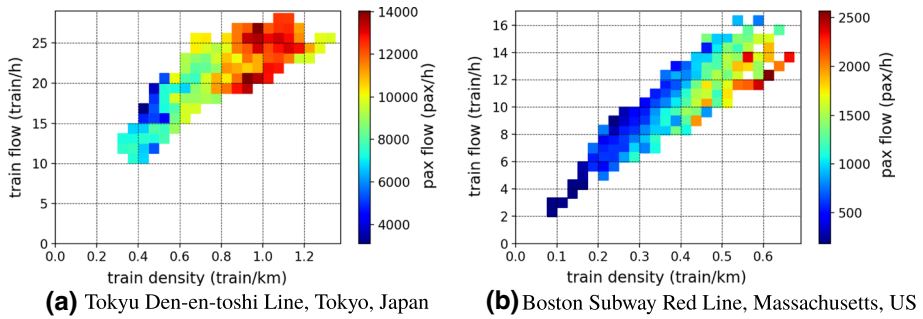 25
20
15
10
5
0
0.0 0.2 0.4 0.6 0.8 1.0 1.2
train flow (train/h)
train density (train/km)
14000
12000
10000
8000
6000
4000
pax flow (pax/h)
(a) Tokyu Den-en-toshi Line, Tokyo, Japan
16
14
12
10
8
6
4
2
0
0.0 0.1 0.2 0.3 0.4 0.5 0.6
train flow (train/h)
train density (train/km)
2500
2000
1500
1000
500
pax flow (pax/h)
(b) Boston Subway Red Line, Massachusetts, US